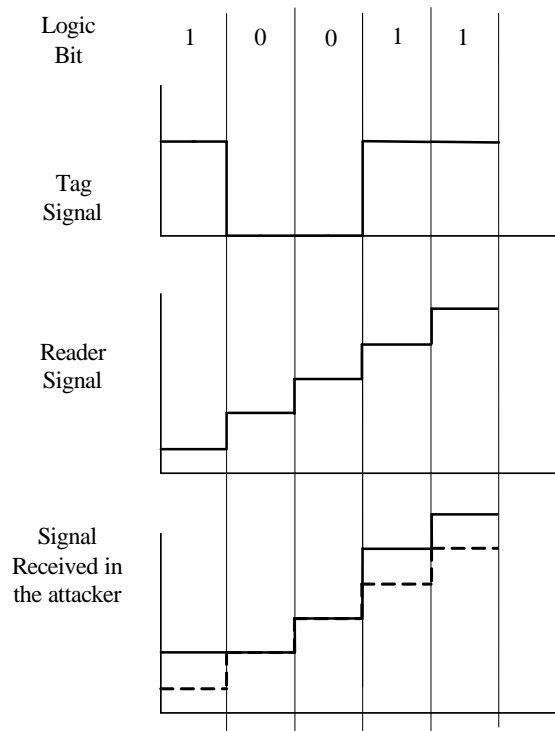 Logic
Bit
1 0 0 1 1
Tag
Signal
Reader
Signal
Signal
Received in
the attacker